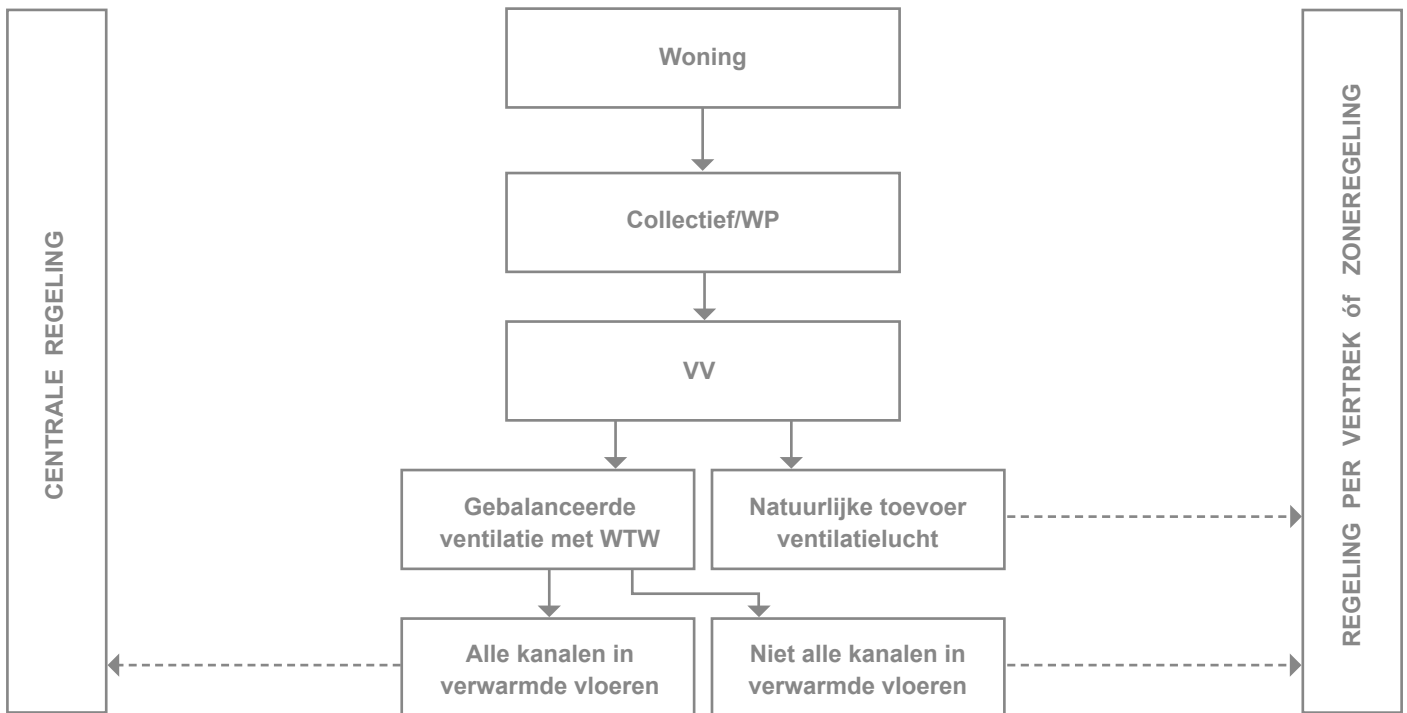 CENTRALE REGELING
Woning
Collectief/WP
VV
Gebalanceerde
ventilatie met WTW
Natuurlijke toevoer
ventilatielucht
Alle kanalen in
verwarmde vloeren
Niet alle kanalen in
verwarmde vloeren
REGELING PER VERTREK óf ZONEREGELING